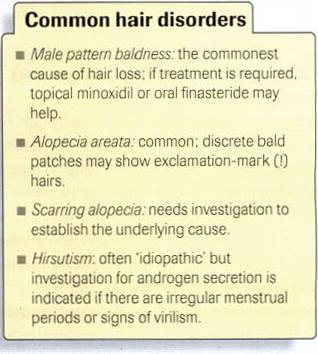 Common hair disorders
■ Male pattern baldness: the commonest
cause of hair loss; if treatment is required,
topical minoxidil or oral finasteride may
help.
■ Alopecia areata: common; discrete bald
patches may show exclamation-mark (!)
hairs.
■ Scarring alopecia: needs investigation to
establish the underlying cause.
■ Hirsutism: often 'idiopathic' but
investigation for androgen secretion is
indicated if there are irregular menstrual
periods or signs of virilism.